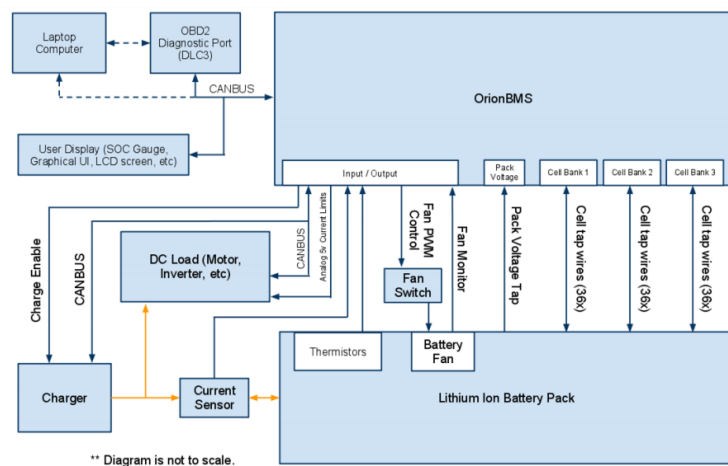 Laptop
Computer
OBD2
Diagnostic Port
(DLC3)
CANBUS
OrionBMS
User Display (SOC Gauge,
Graphical UI, LCD screen, etc)
Input / Output
Pack
Voltage
Cell Bank 1
Cell Bank 2
Cell Bank 3
Charge Enable
CANBUS
DC Load (Motor,
Inverter, etc)
CANBUS
Analog 5v Current Limits
Fan PWM
Control
Fan Monitor
Pack Voltage Tap
Cell tap wires (36x)
Cell tap wires (36x)
Cell tap wires (36x)
Fan
Switch
Thermistors
Battery
Fan
Charger
Current
Sensor
Lithium Ion Battery Pack
** Diagram is not to scale.